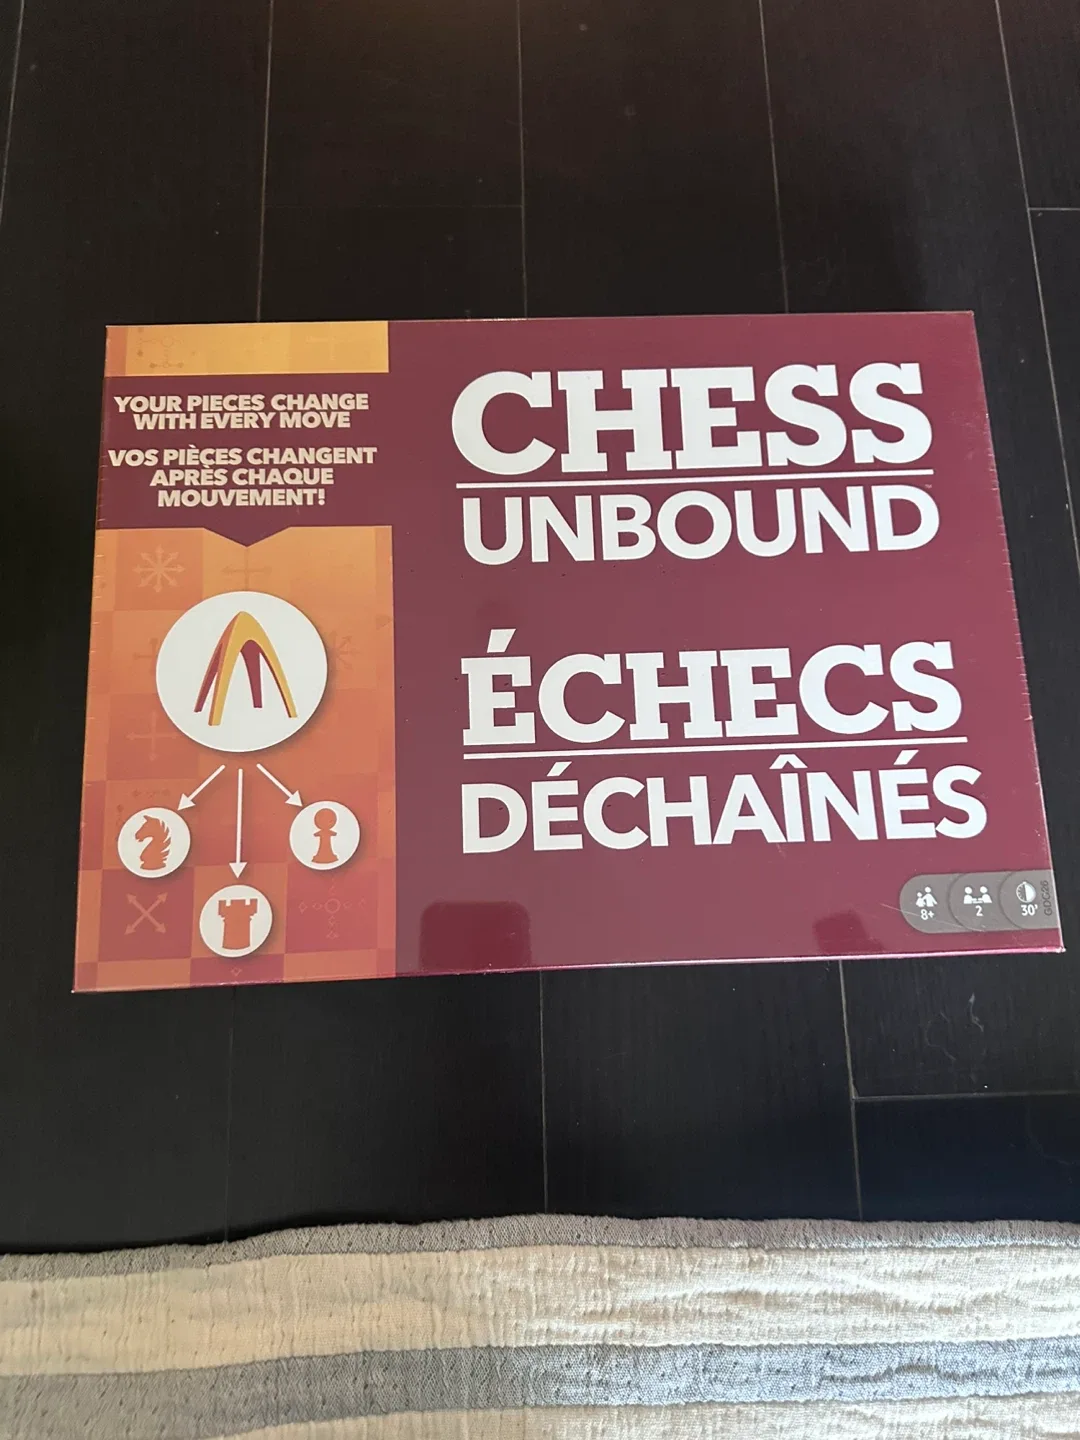 YOUR PIECES CHANGE
WITH EVERY MOVE
VOS PIÈCES CHANGENT
APRÈS CHAQUE
MOUVEMENT!
CHESS
UNBOUND
ÉCHECS
DÉCHAÎNÉS
8+
2
30'
GDC26